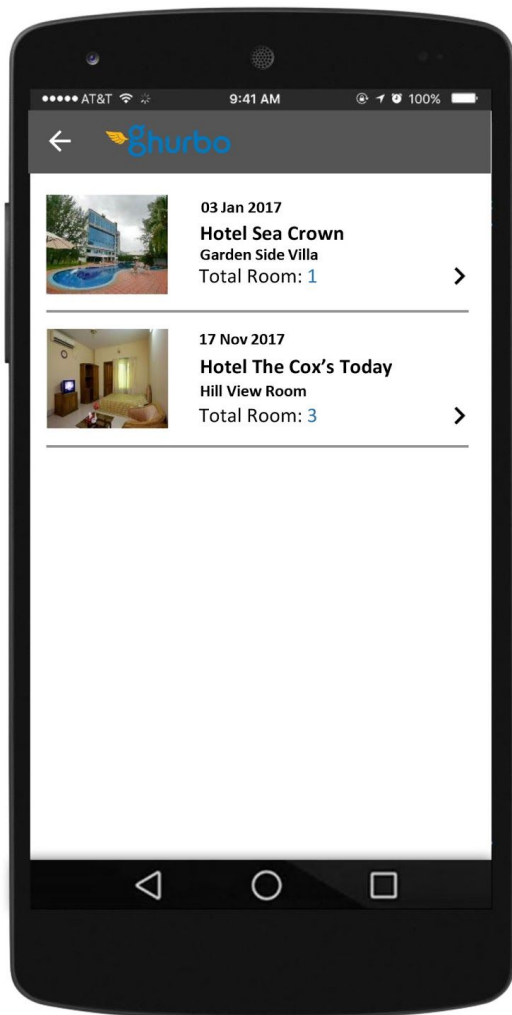 AT&T 9:41 AM 100%
ghurbo
03 Jan 2017
Hotel Sea Crown
Garden Side Villa
Total Room: 1
17 Nov 2017
Hotel The Cox's Today
Hill View Room
Total Room: 3